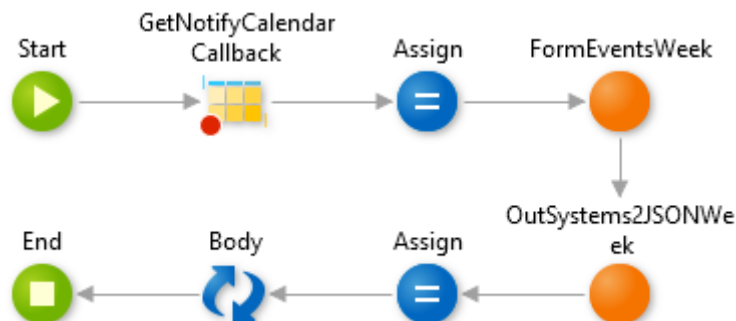 Start
GetNotifyCalendar
Callback
Assign
FormEventsWeek
OutSystems2JSONWe
ek
Assign
Body
End